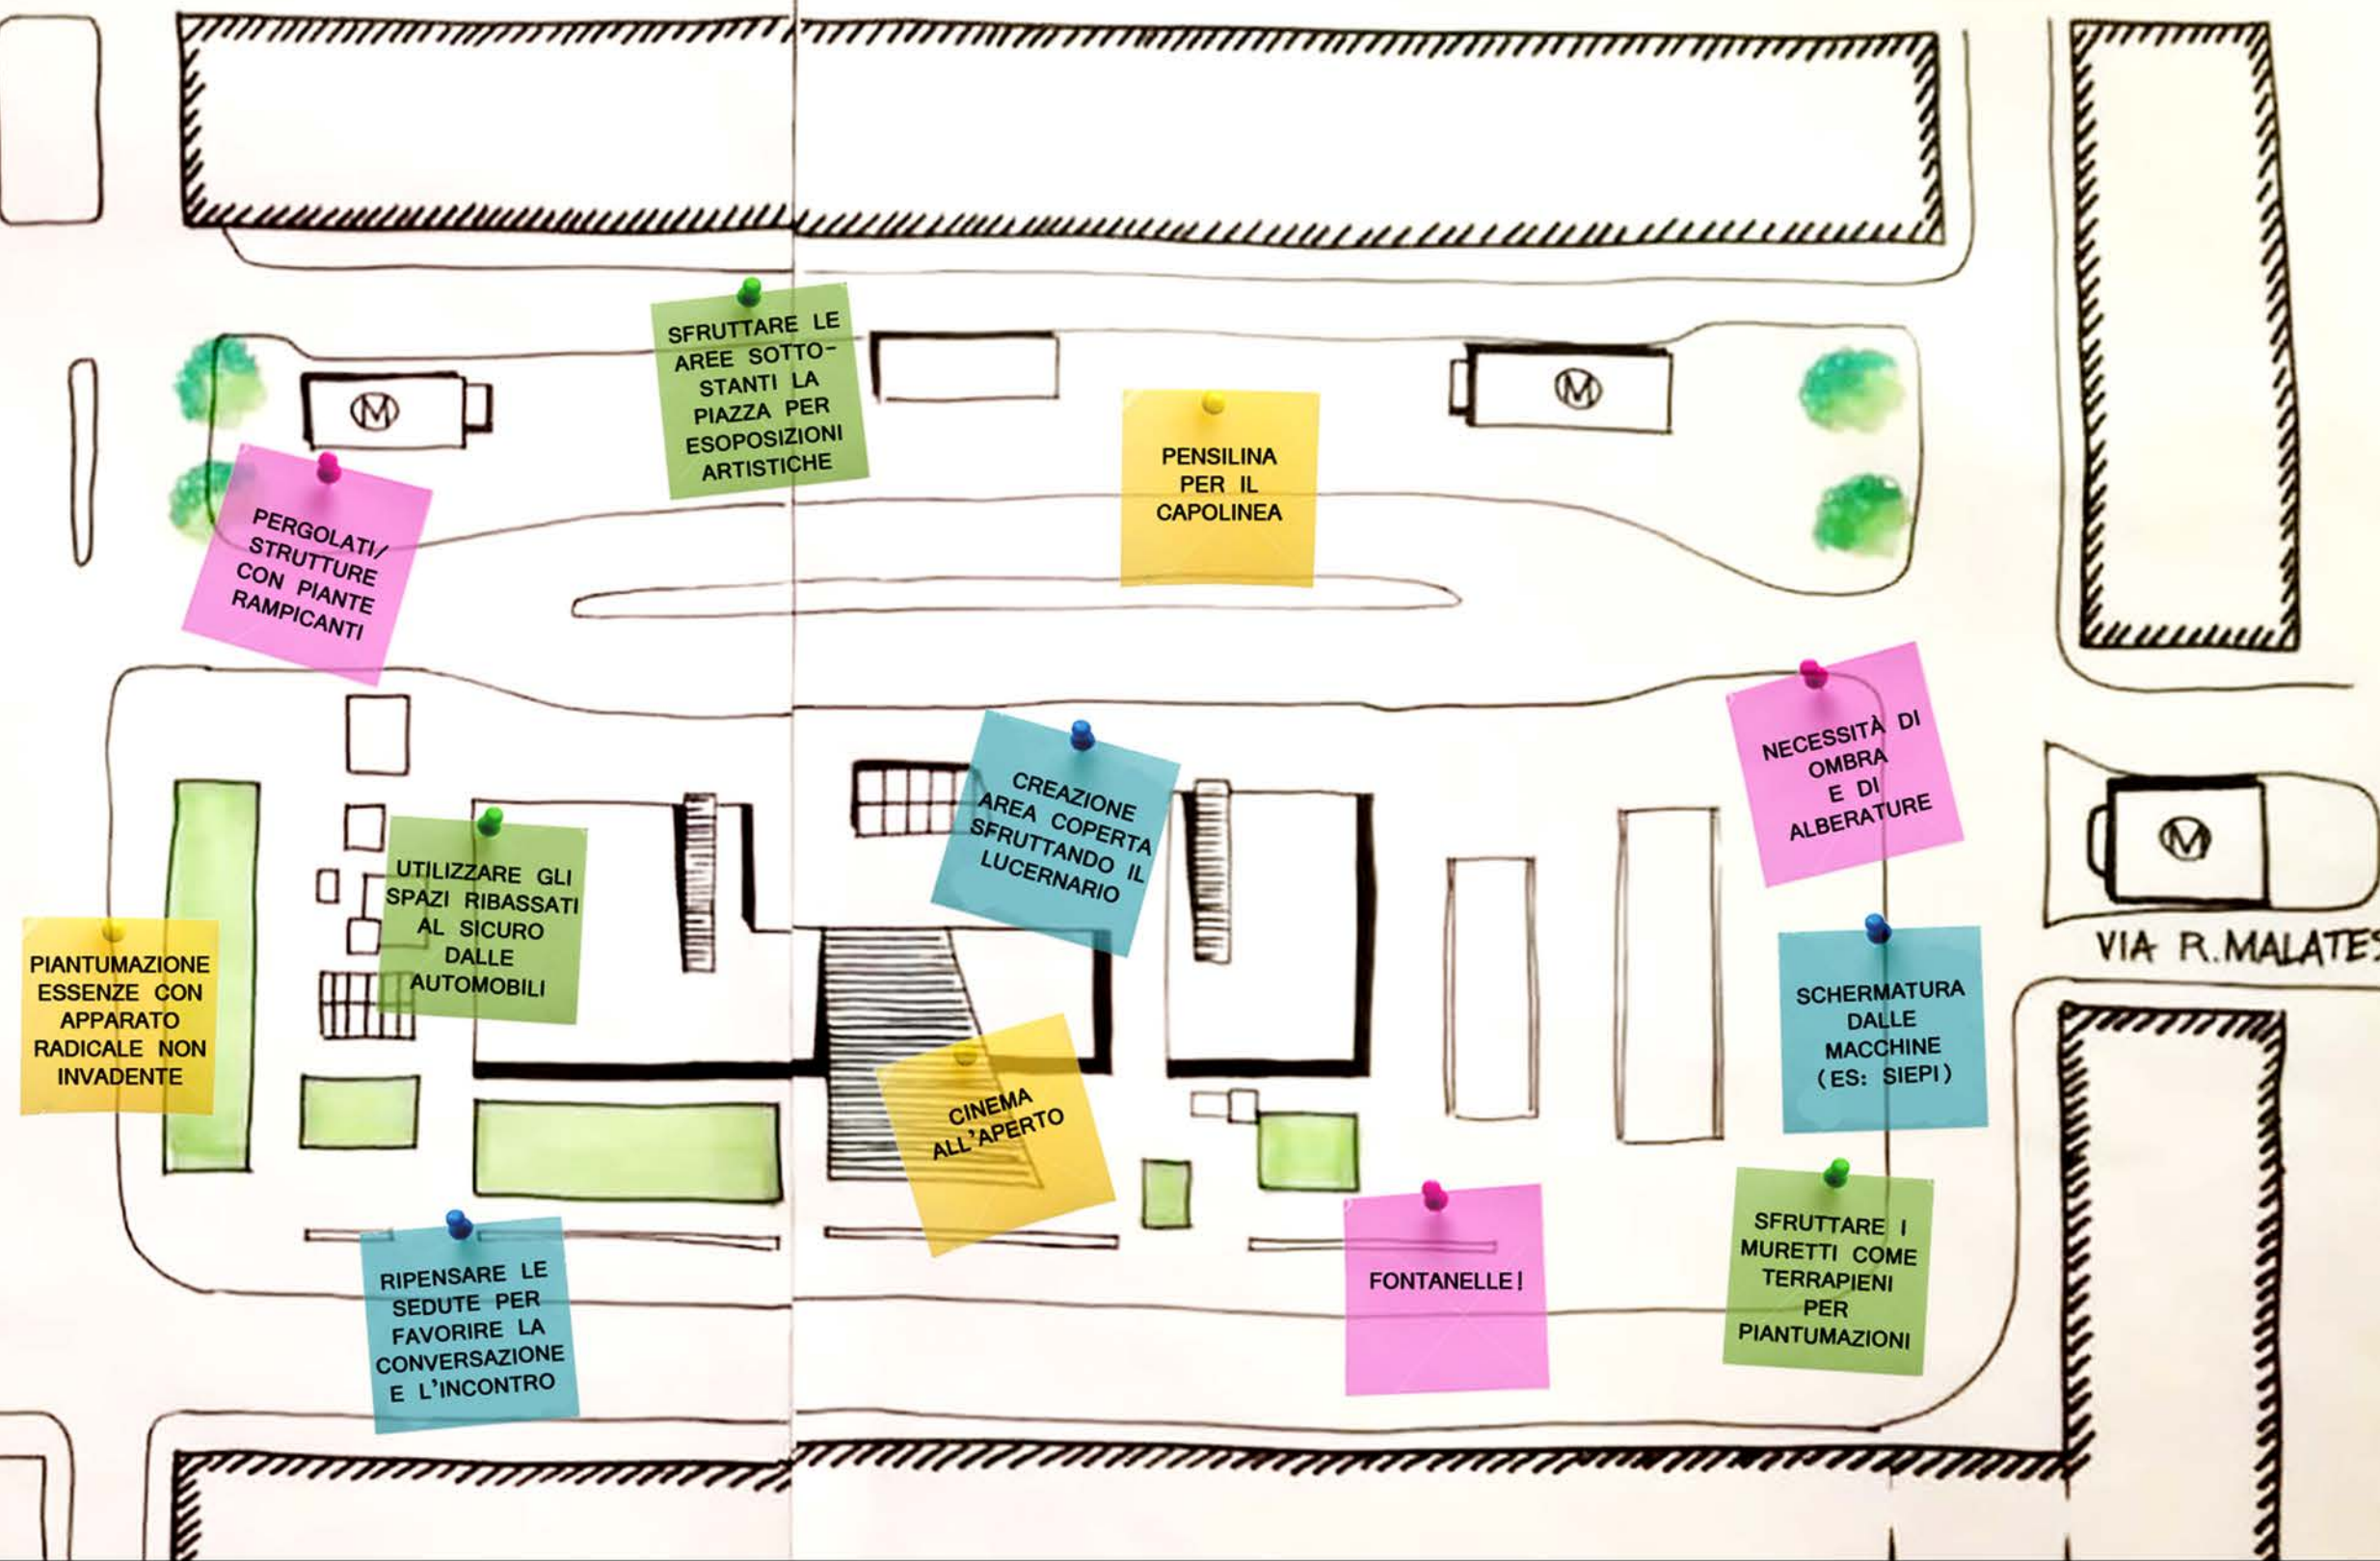 SFRUTTARE LE
AREE SOTTO-
STANTI LA
PIAZZA PER
ESOPOSIZIONI
ARTISTICHE
M
M
PENSILINA
PER IL
CAPOLINEA
PERGOLATI/
STRUTTURE
CON PIANTE
RAMPICANTI
NECESSITÀ DI
OMBRA
E DI
ALBERATURE
CREAZIONE
AREA COPERTA
SFRUTTANDO IL
LUCERNARIO
M
VIA R. MALATES
UTILIZZARE GLI
SPAZI RIBASSATI
AL SICURO
DALLE
AUTOMOBILI
PIANTUMAZIONE
ESSENZE CON
APPARATO
RADICALE NON
INVADENTE
SCHERMATURA
DALLE
MACCHINE
(ES: SIEPI)
CINEMA
ALL'APERTO
RIPENSARE LE
SEDUTE PER
FAVORIRE LA
CONVERSAZIONE
E L'INCONTRO
FONTANELLE!
SFRUTTARE I
MURETTI COME
TERRAPIENI
PER
PIANTUMAZIONI